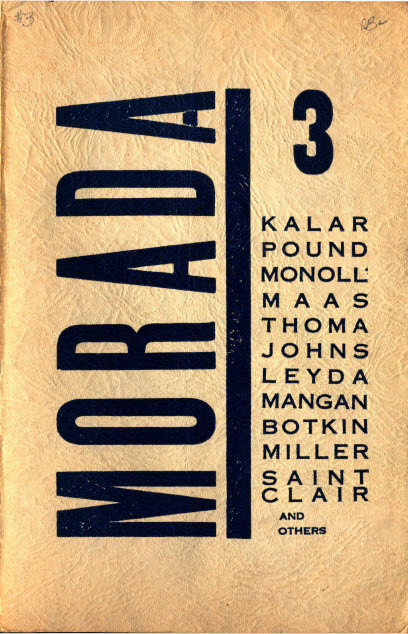 #3
MORADA
3
KALAR
POUND
MONOLL'
MAAS
THOMA
JOHNS
LEYDA
MANGAN
BOTKIN
MILLER
SAINT
CLAIR
AND
OTHERS